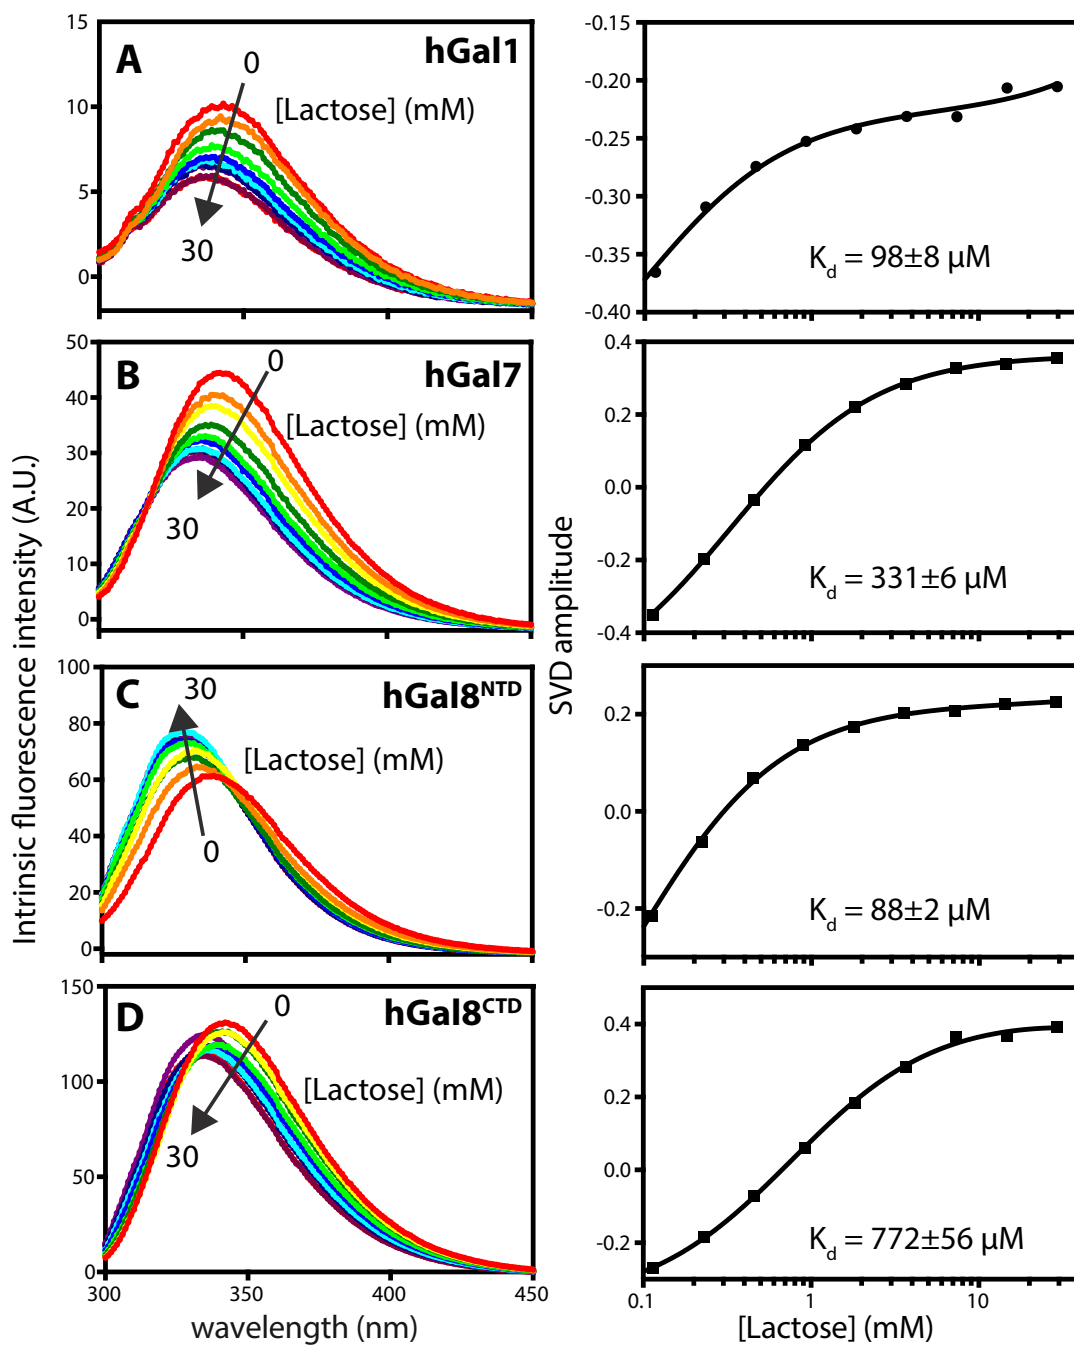 Intrinsic fluorescence intensity (A.U.)
SVD amplitude
A
hGal1
0
[Lactose] (mM)
30
15
10
5
0
-0.15
-0.20
-0.25
-0.30
-0.35
-0.40
Kd = 98±8 µM
B
hGal7
0
[Lactose] (mM)
30
50
40
30
20
10
0
0.4
0.2
0.0
-0.2
-0.4
Kd = 331±6 µM
C
hGal8NTD
30
[Lactose] (mM)
0
100
80
60
40
20
0
0.2
0.0
-0.2
Kd = 88±2 µM
D
hGal8CTD
0
[Lactose] (mM)
30
150
100
50
0
300 350 400 450
wavelength (nm)
0.4
0.2
0.0
-0.2
Kd = 772±56 µM
0.1 1 10
[Lactose] (mM)